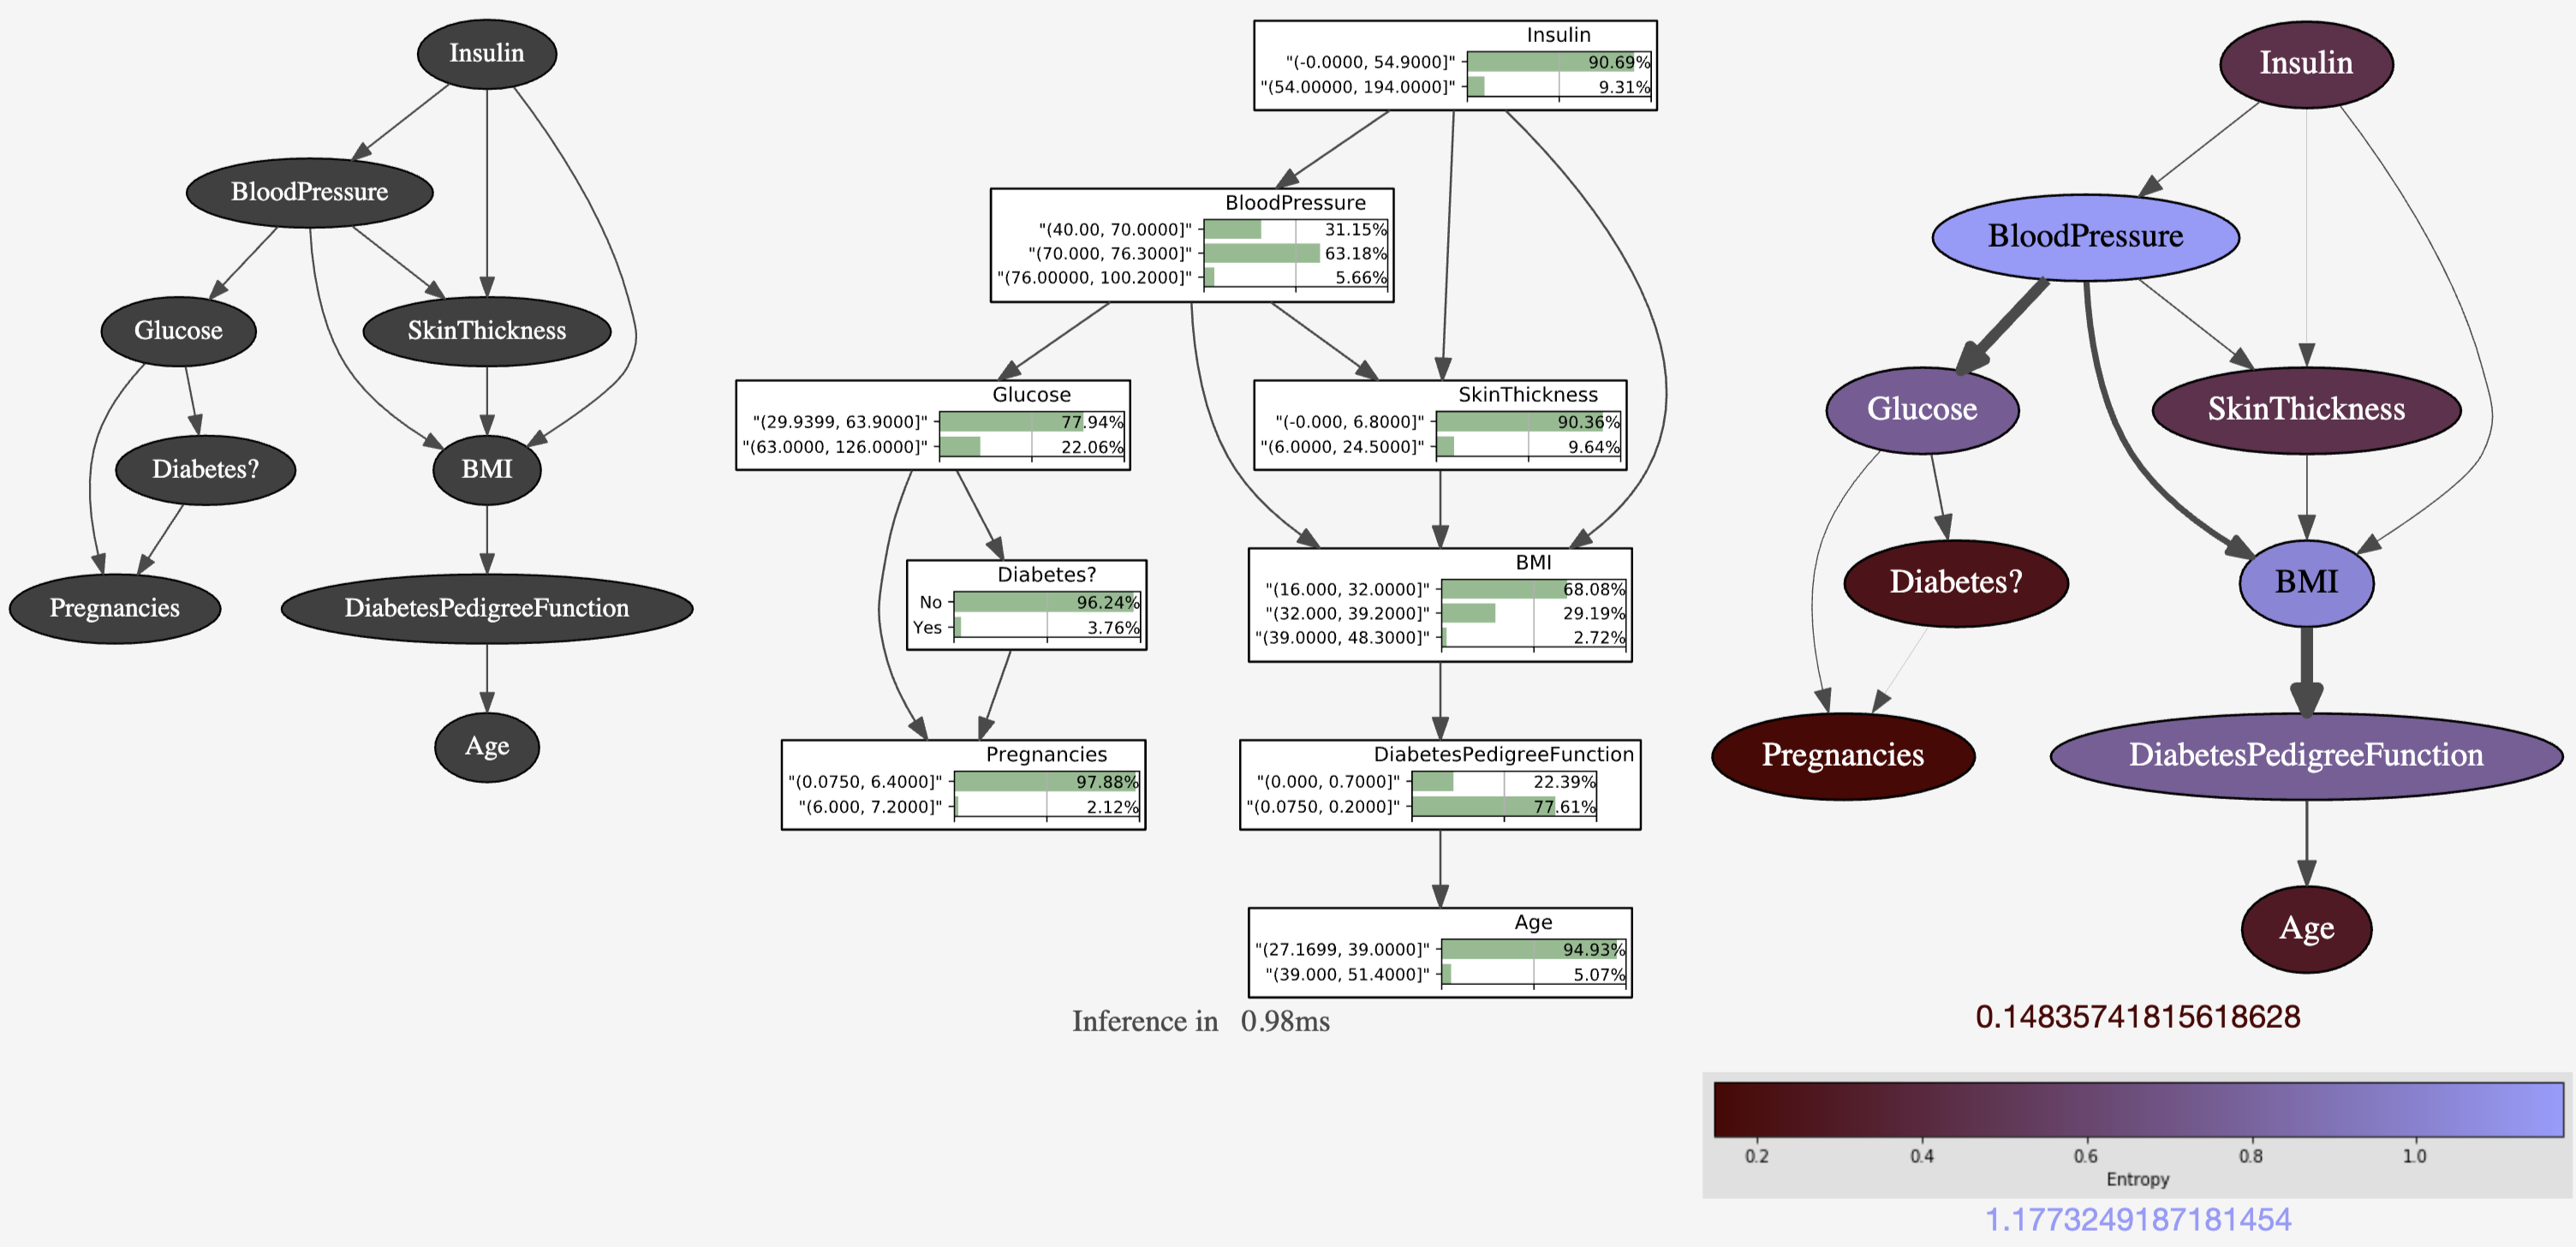 Insulin
BloodPressure
Glucose
SkinThickness
Diabetes?
BMI
Pregnancies
DiabetesPedigreeFunction
Age
Insulin
"(-0.0000, 54.9000]" 90.69%
"(54.00000, 194.0000]" 9.31%
BloodPressure
"(40.00, 70.0000]" 31.15%
"(70.000, 76.3000]" 63.18%
"(76.00000, 100.2000]" 5.66%
Glucose
"(29.9399, 63.9000]" 77.94%
"(63.0000, 126.0000]" 22.06%
SkinThickness
"(-0.000, 6.8000]" 90.36%
"(6.0000, 24.5000]" 9.64%
Diabetes?
No 96.24%
Yes 3.76%
BMI
"(16.000, 32.0000]" 68.08%
"(32.000, 39.2000]" 29.19%
"(39.0000, 48.3000]" 2.72%
Pregnancies
"(0.0750, 6.4000]" 97.88%
"(6.000, 7.2000]" 2.12%
DiabetesPedigreeFunction
"(0.000, 0.7000]" 22.39%
"(0.0750, 0.2000]" 77.61%
Age
"(27.1699, 39.0000]" 94.93%
"(39.000, 51.4000]" 5.07%
Inference in 0.98ms
Insulin
BloodPressure
Glucose
SkinThickness
Diabetes?
BMI
Pregnancies
DiabetesPedigreeFunction
Age
0.14835741815618628
0.2 0.4 0.6 0.8 1.0
Entropy
1.1773249187181454